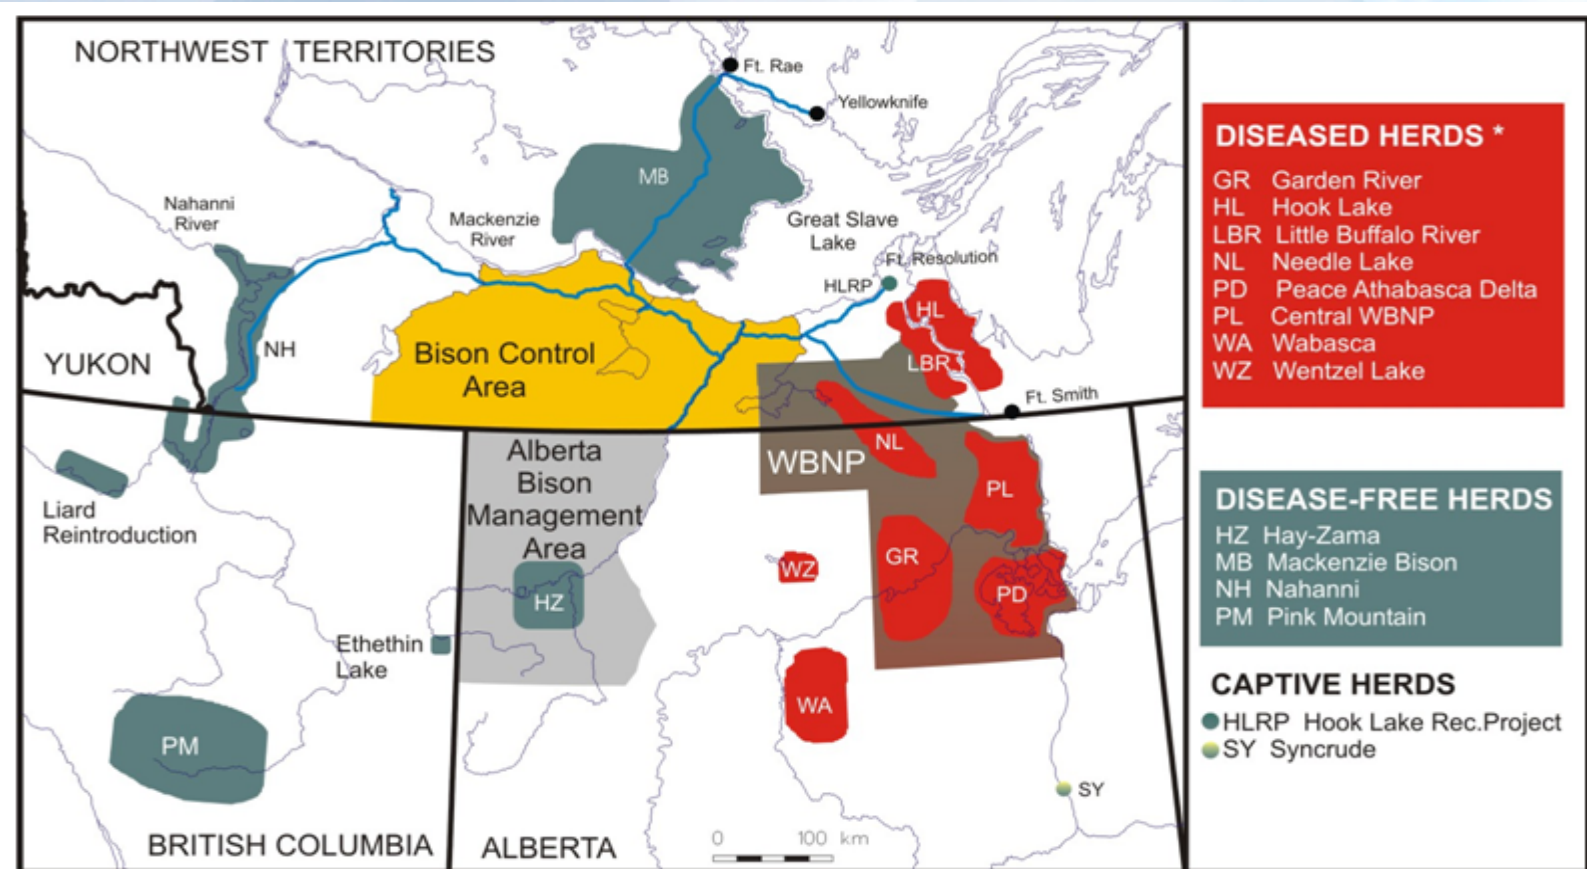 NORTHWEST TERRITORIES
Ft. Rae
Yellowknife
MB
Nahanni
River
Mackenzie
River
Great Slave
Lake
Ft. Resolution
HLRP
HL
LBR
NH
YUKON
Bison Control
Area
Ft. Smith
Alberta
Bison
Management
Area
WBNP
NL
PL
Liard
Reintroduction
WZ
GR
PD
HZ
Ethethin
Lake
WA
PM
SY
0 100 km
BRITISH COLUMBIA
ALBERTA
DISEASED HERDS *
GR Garden River
HL Hook Lake
LBR Little Buffalo River
NL Needle Lake
PD Peace Athabasca Delta
PL Central WBNP
WA Wabasca
WZ Wentzel Lake
DISEASE-FREE HERDS
HZ Hay-Zama
MB Mackenzie Bison
NH Nahanni
PM Pink Mountain
CAPTIVE HERDS
HLRP Hook Lake Rec.Project
SY Syncrude